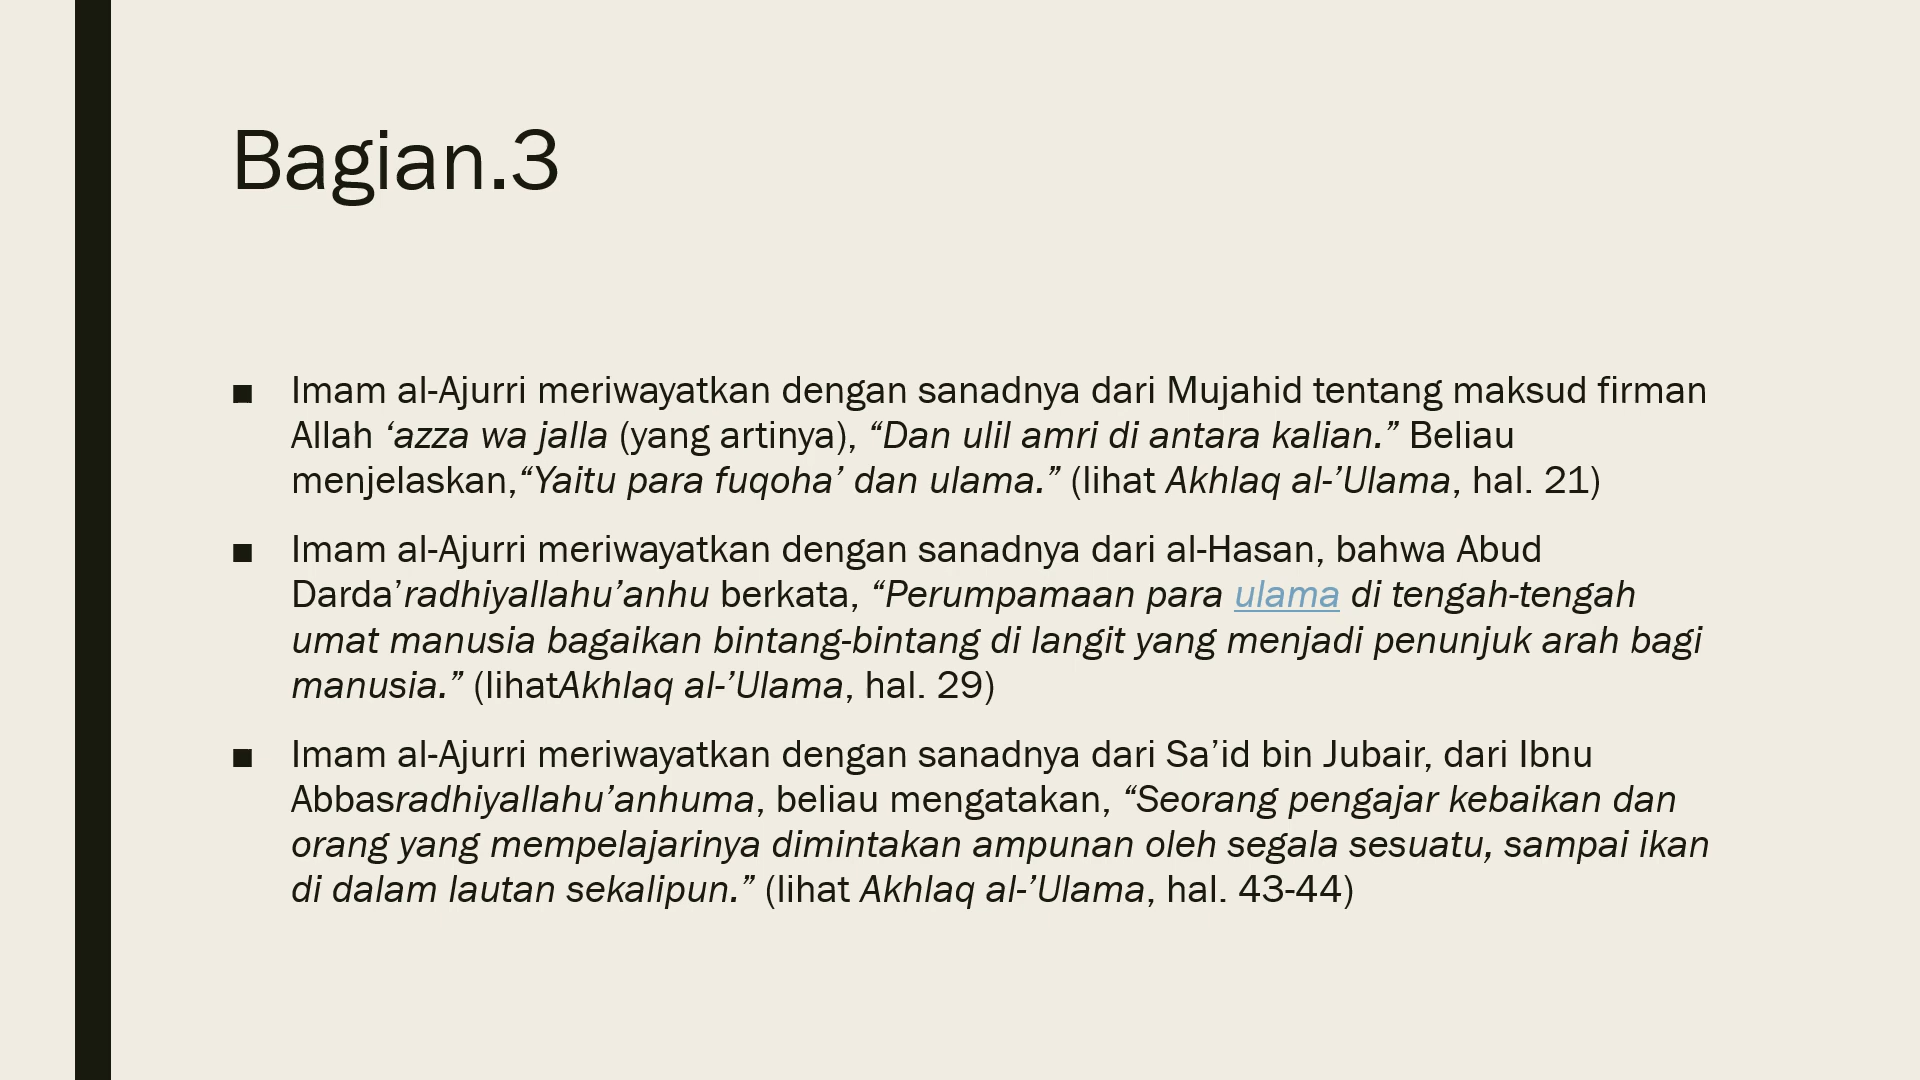 Bagian.3
■ Imam al-Ajurri meriwayatkan dengan sanadnya dari Mujahid tentang maksud firman
Allah ‘azza wa jalla (yang artinya), “Dan ulil amri di antara kalian.” Beliau
menjelaskan,“Yaitu para fuqoha’ dan ulama.” (lihat Akhlaq al-’Ulama, hal. 21)
■ Imam al-Ajurri meriwayatkan dengan sanadnya dari al-Hasan, bahwa Abud
Darda’radhiyallahu’anhu berkata, “Perumpamaan para ulama di tengah-tengah
umat manusia bagaikan bintang-bintang di langit yang menjadi penunjuk arah bagi
manusia.” (lihatAkhlaq al-’Ulama, hal. 29)
■ Imam al-Ajurri meriwayatkan dengan sanadnya dari Sa’id bin Jubair, dari Ibnu
Abbasradhiyallahu’anhuma, beliau mengatakan, “Seorang pengajar kebaikan dan
orang yang mempelajarinya dimintakan ampunan oleh segala sesuatu, sampai ikan
di dalam lautan sekalipun.” (lihat Akhlaq al-’Ulama, hal. 43-44)